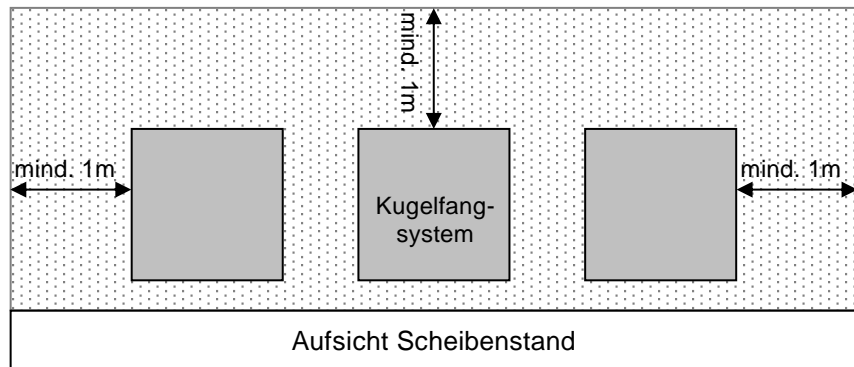 mind. 1m
mind. 1m
mind. 1m
Kugelfang-
system
Aufsicht Scheibenstand